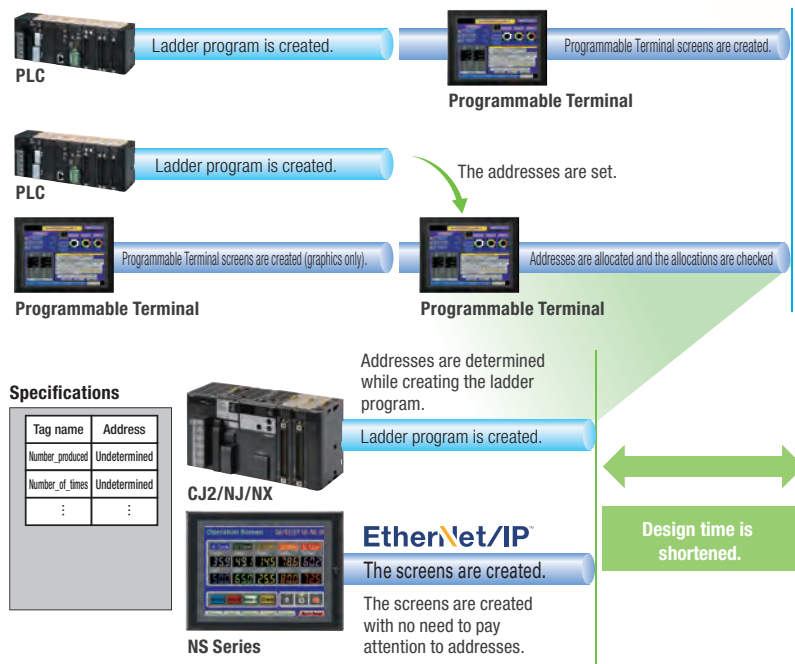 Ladder program is created.
PLC
Programmable Terminal screens are created.
Programmable Terminal
Ladder program is created.
PLC
The addresses are set.
Programmable Terminal screens are created (graphics only).
Programmable Terminal
Addresses are allocated and the allocations are checked
Programmable Terminal
Specifications
Tag name Address
Number_produced Undetermined
Number_of_times Undetermined
⋮ ⋮
Addresses are determined
while creating the ladder
program.
Ladder program is created.
CJ2/NJ/NX
EtherNet/IP™
The screens are created.
The screens are created
with no need to pay
attention to addresses.
Operation Screen
NS Series
Design time is
shortened.